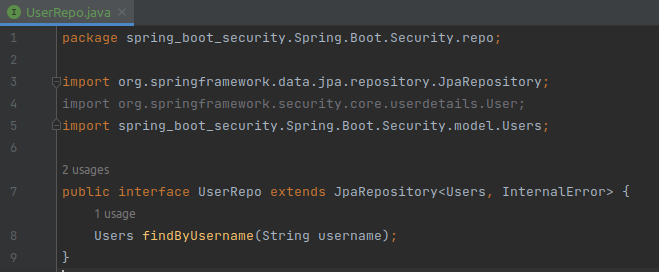 UserRepo.java
1 package spring_boot_security.Spring.Boot.Security.repo;
2
3 import org.springframework.data.jpa.repository.JpaRepository;
4 import org.springframework.security.core.userdetails.User;
5 import spring_boot_security.Spring.Boot.Security.model.Users;
6
2 usages
7 public interface UserRepo extends JpaRepository<Users, InternalError> {
1 usage
8 Users findByUsername(String username);
9 }